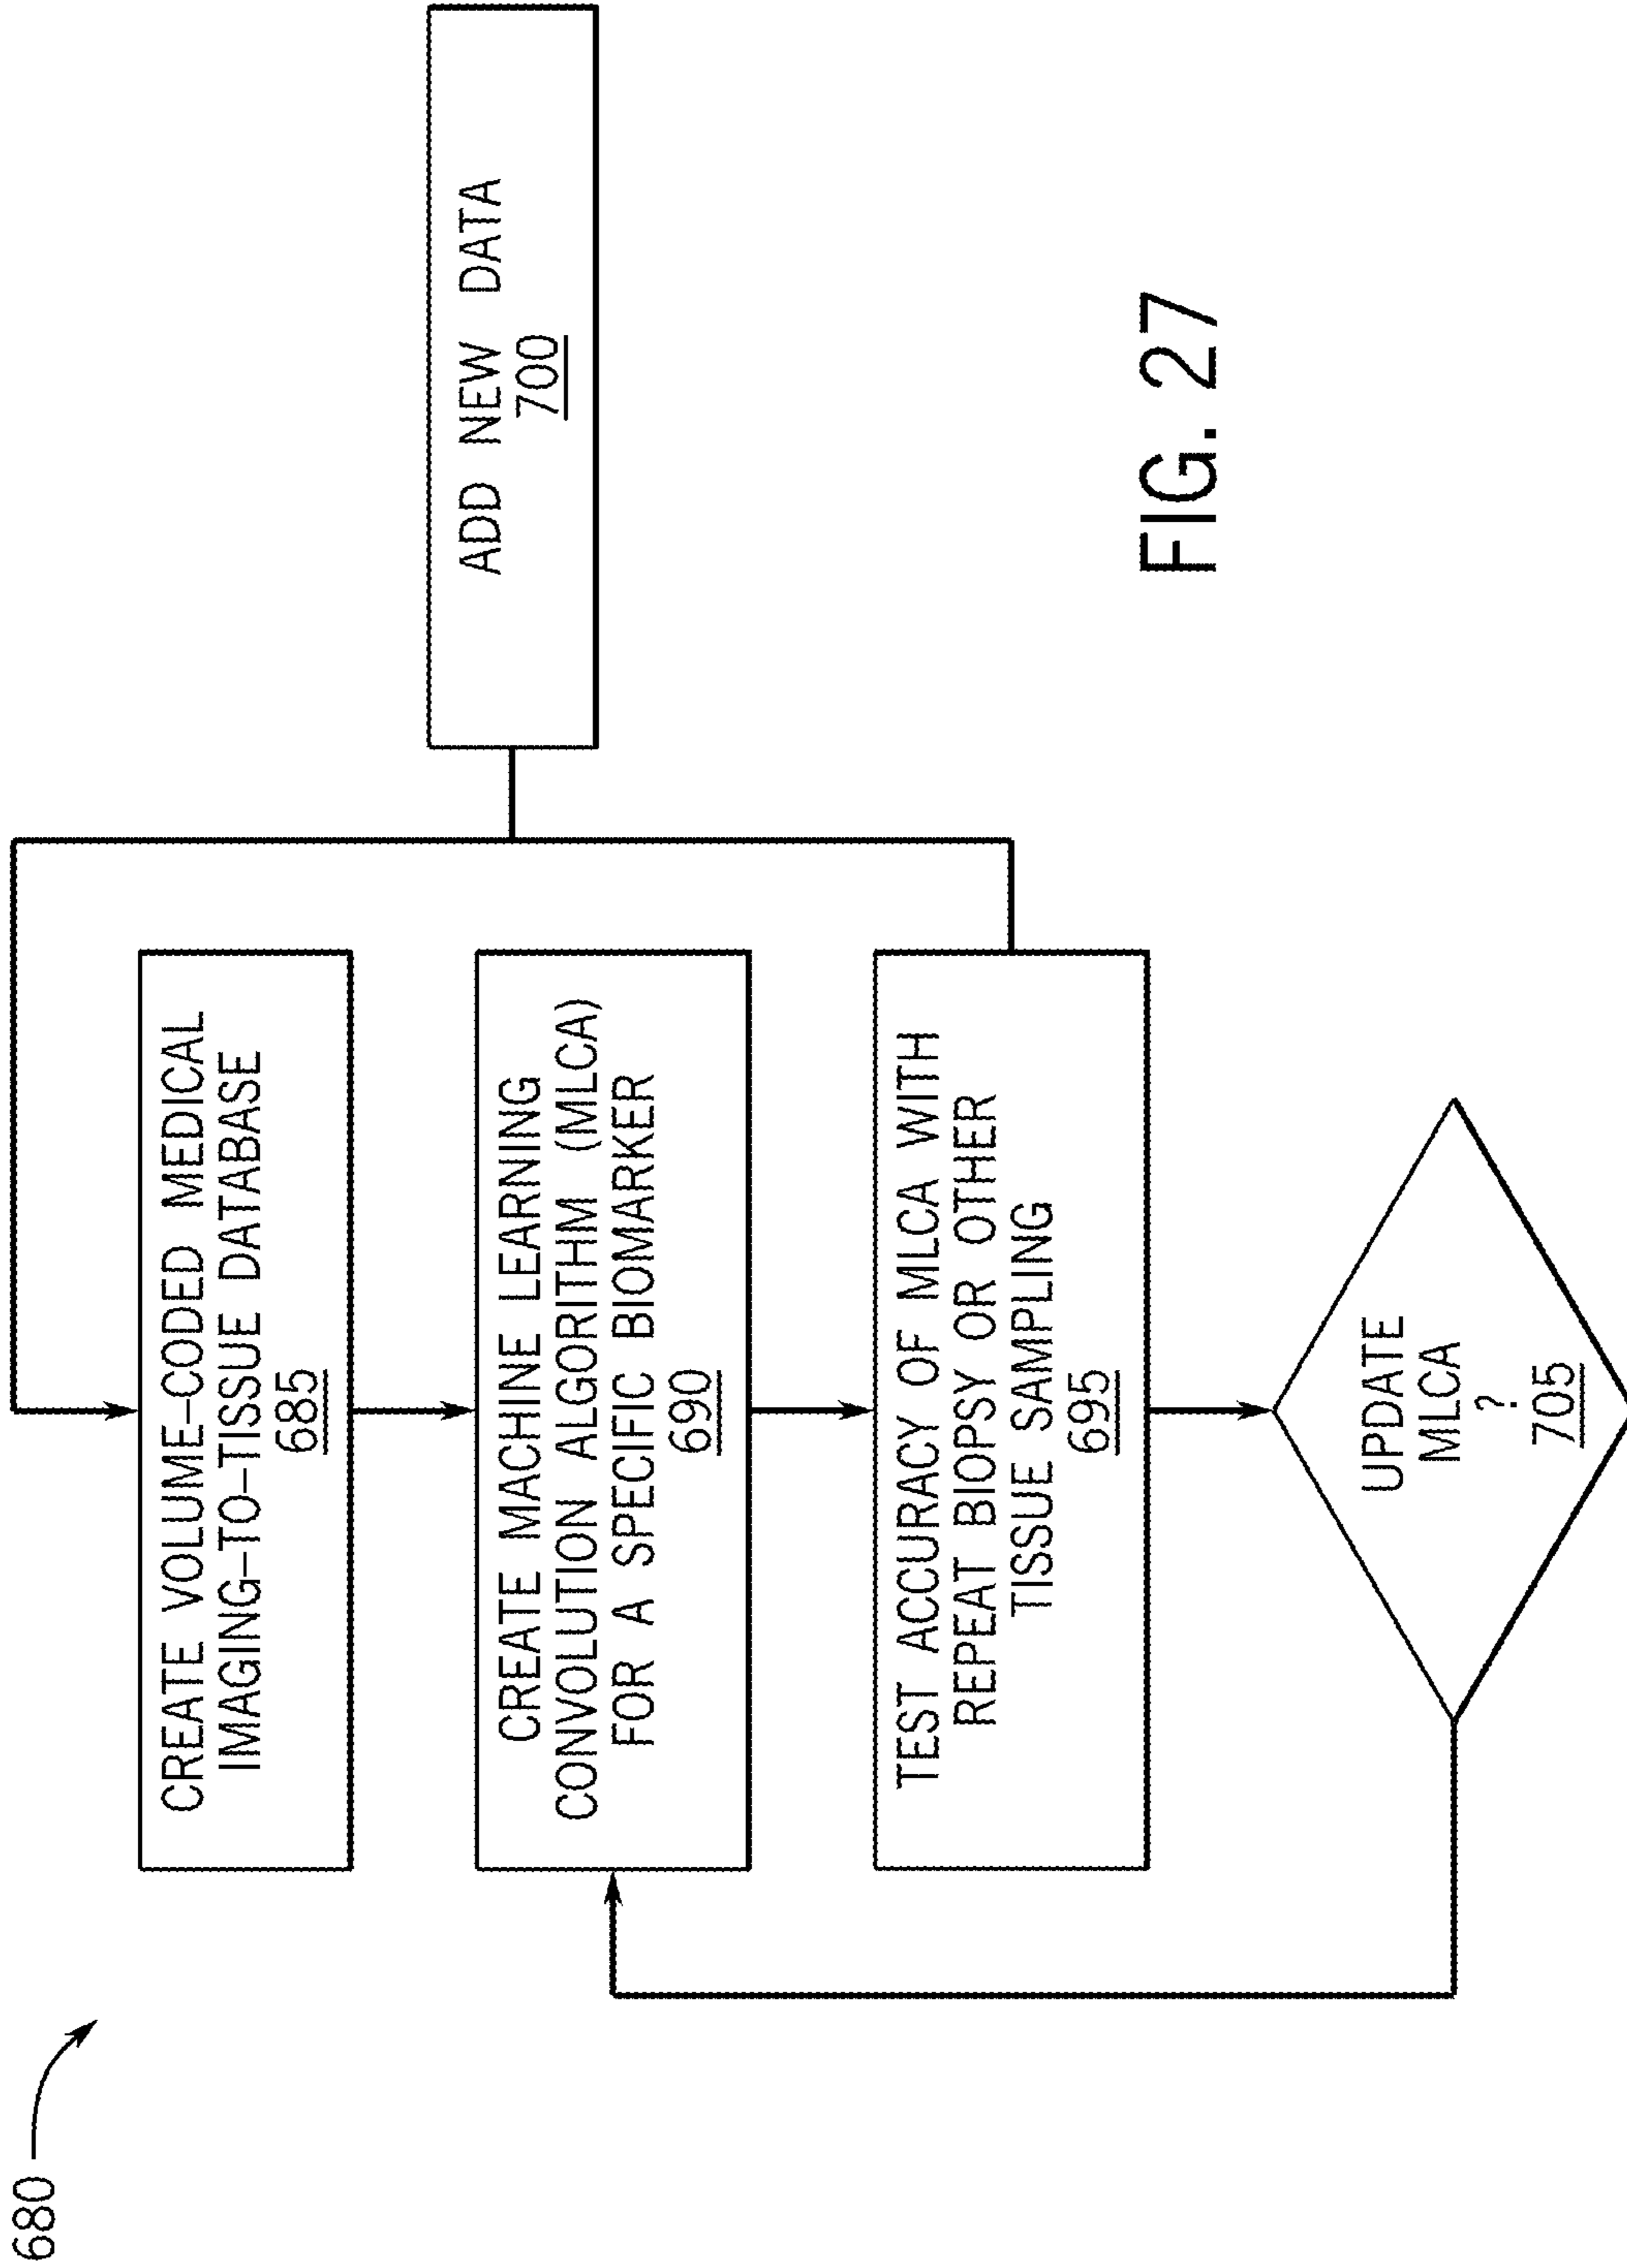 680
CREATE VOLUME-CODED MEDICAL
IMAGING-TO-TISSUE DATABASE
685
CREATE MACHINE LEARNING
CONVOLUTION ALGORITHM (MLCA)
FOR A SPECIFIC BIOMARKER
690
TEST ACCURACY OF MLCA WITH
REPEAT BIOPSY OR OTHER
TISSUE SAMPLING
695
UPDATE
MLCA
?
705
ADD NEW DATA
700
FIG. 27